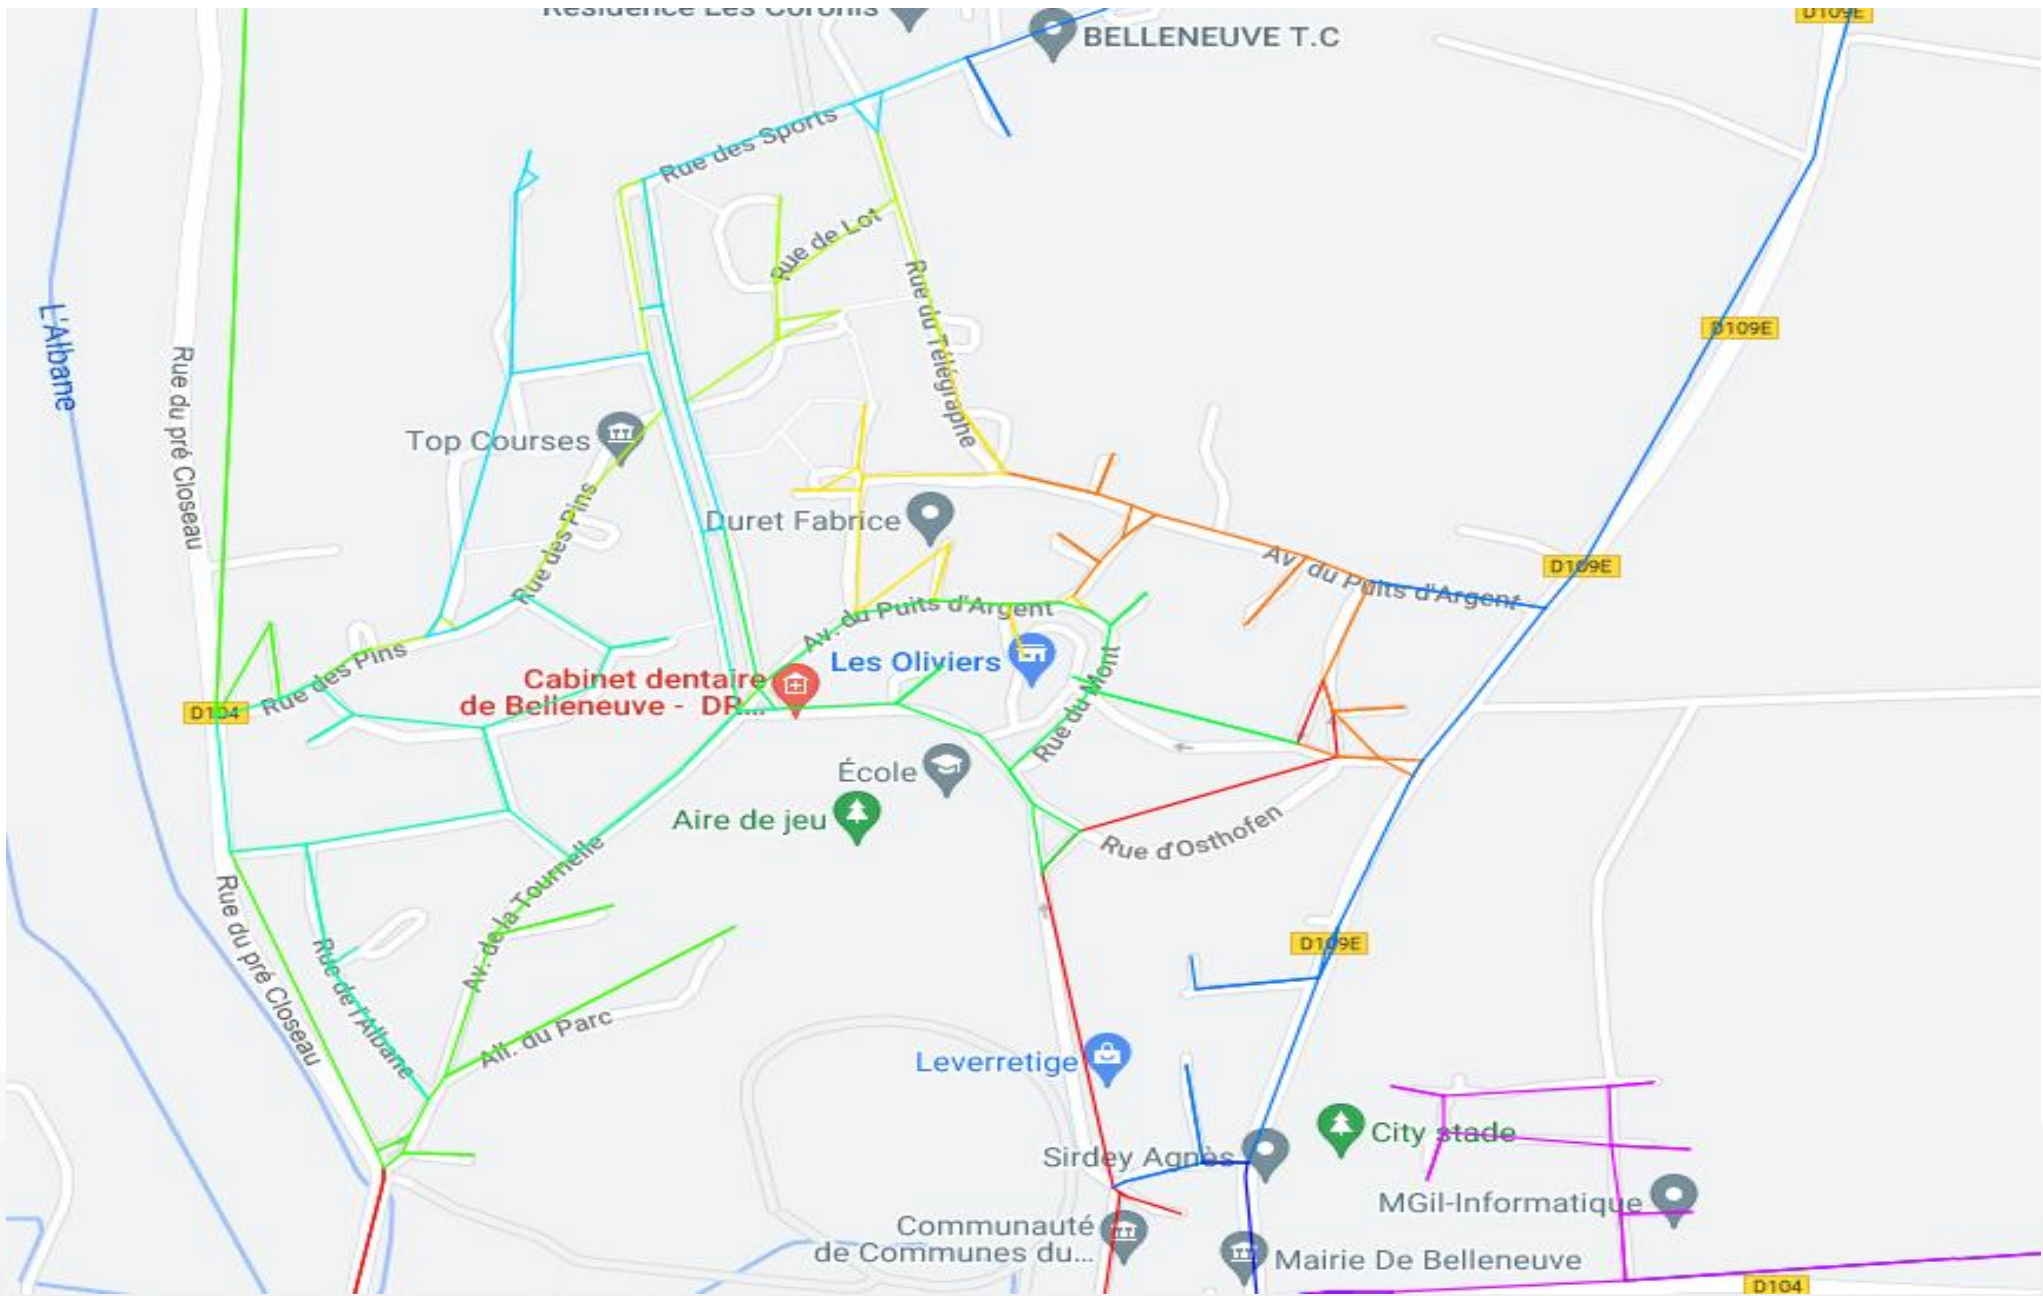 Résidence Les Coronis
D109E
BELLENEUVE T.C
Rue des Sports
Rue de Lot
L'Albane
Rue du pré Closeau
Rue du Télégraphe
D109E
Top Courses
Duret Fabrice
Rue des Pins
Av. du Puits d'Argent
D109E
Av. du Puits d'Argent
Rue des Pins
Les Oliviers
Cabinet dentaire
de Belleneuve - DR...
D104
Rue du Mont
École
Aire de jeu
Rue d'Osthofen
Av. de la Tournelle
Rue du pré Closeau
Rue de l'Albane
D109E
All. du Parc
Leverretige
City stade
Sirdey Agnès
MGil-Informatique
Communauté
de Communes du...
Mairie De Belleneuve
D104